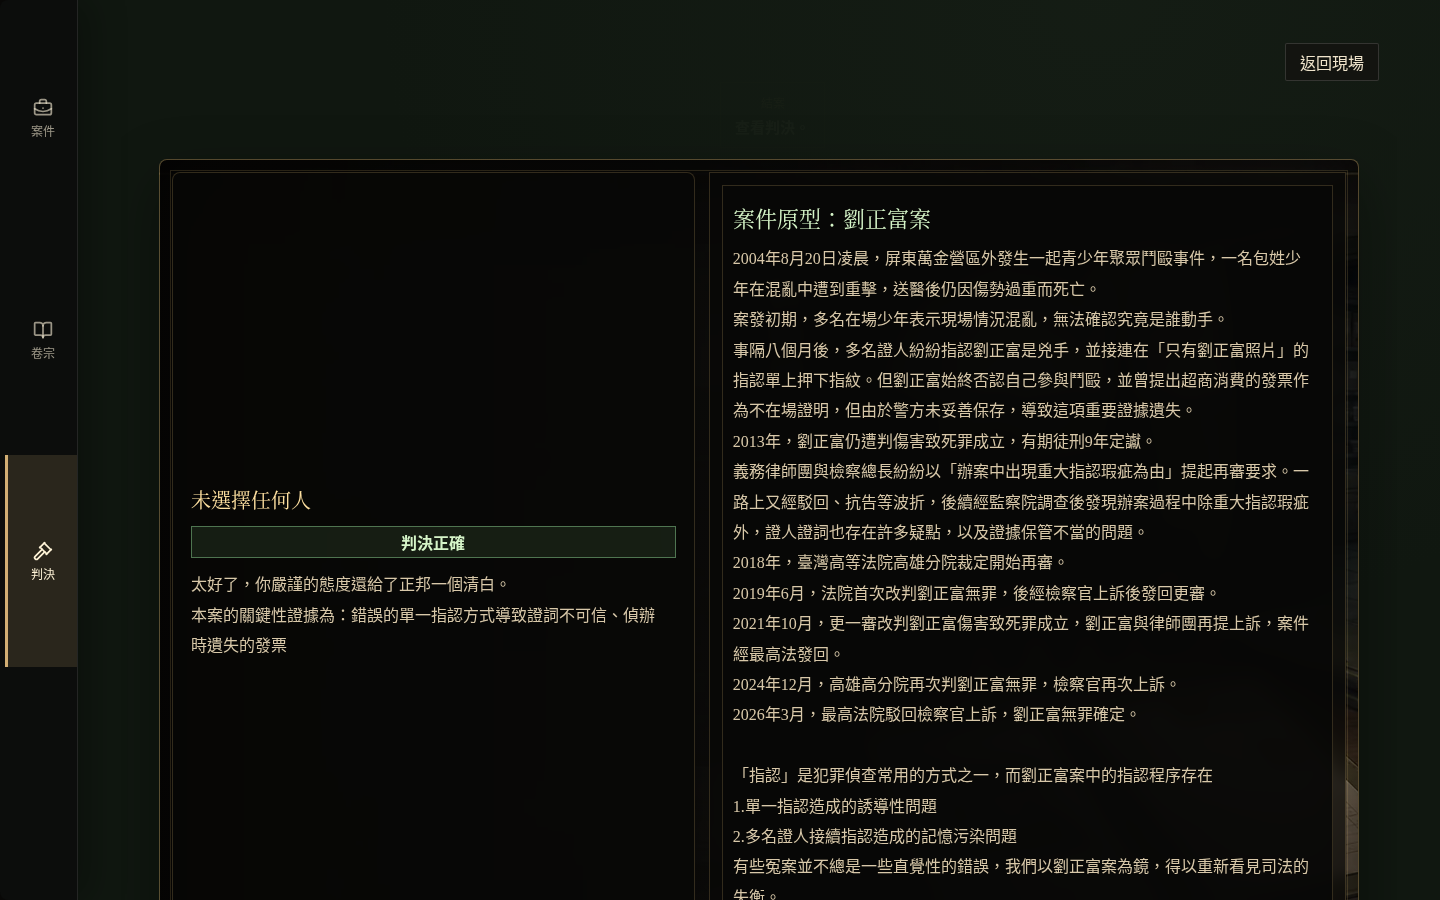 返回現場
案件
卷宗
判決
查看判決
未選擇任何人
判決正確
太好了，你嚴謹的態度還給了正邦一個清白。
本案的關鍵性證據為：錯誤的單一指認方式導致證詞不可信、偵辦
時遺失的發票
案件原型：劉正富案
2004年8月20日凌晨，屏東萬金營區外發生一起青少年聚眾鬥毆事件，一名包姓少
年在混亂中遭到重擊，送醫後仍因傷勢過重而死亡。
案發初期，多名在場少年表示現場情況混亂，無法確認究竟是誰動手。
事隔八個月後，多名證人紛紛指認劉正富是兇手，並接連在「只有劉正富照片」的
指認單上押下指紋。但劉正富始終否認自己參與鬥毆，並曾提出超商消費的發票作
為不在場證明，但由於警方未妥善保存，導致這項重要證據遺失。
2013年，劉正富仍遭判傷害致死罪成立，有期徒刑9年定讞。
義務律師團與檢察總長紛紛以「辦案中出現重大指認瑕疵為由」提起再審要求。一
路上又經駁回、抗告等波折，後續經監察院調查後發現辦案過程中除重大指認瑕疵
外，證人證詞也存在許多疑點，以及證據保管不當的問題。
2018年，臺灣高等法院高雄分院裁定開始再審。
2019年6月，法院首次改判劉正富無罪，後經檢察官上訴後發回更審。
2021年10月，更一審改判劉正富傷害致死罪成立，劉正富與律師團再提上訴，案件
經最高法發回。
2024年12月，高雄高分院再次判劉正富無罪，檢察官再次上訴。
2026年3月，最高法院駁回檢察官上訴，劉正富無罪確定。
「指認」是犯罪偵查常用的方式之一，而劉正富案中的指認程序存在
1.單一指認造成的誘導性問題
2.多名證人接續指認造成的記憶污染問題
有些冤案並不總是一些直覺性的錯誤，我們以劉正富案為鏡，得以重新看見司法的
失衡。